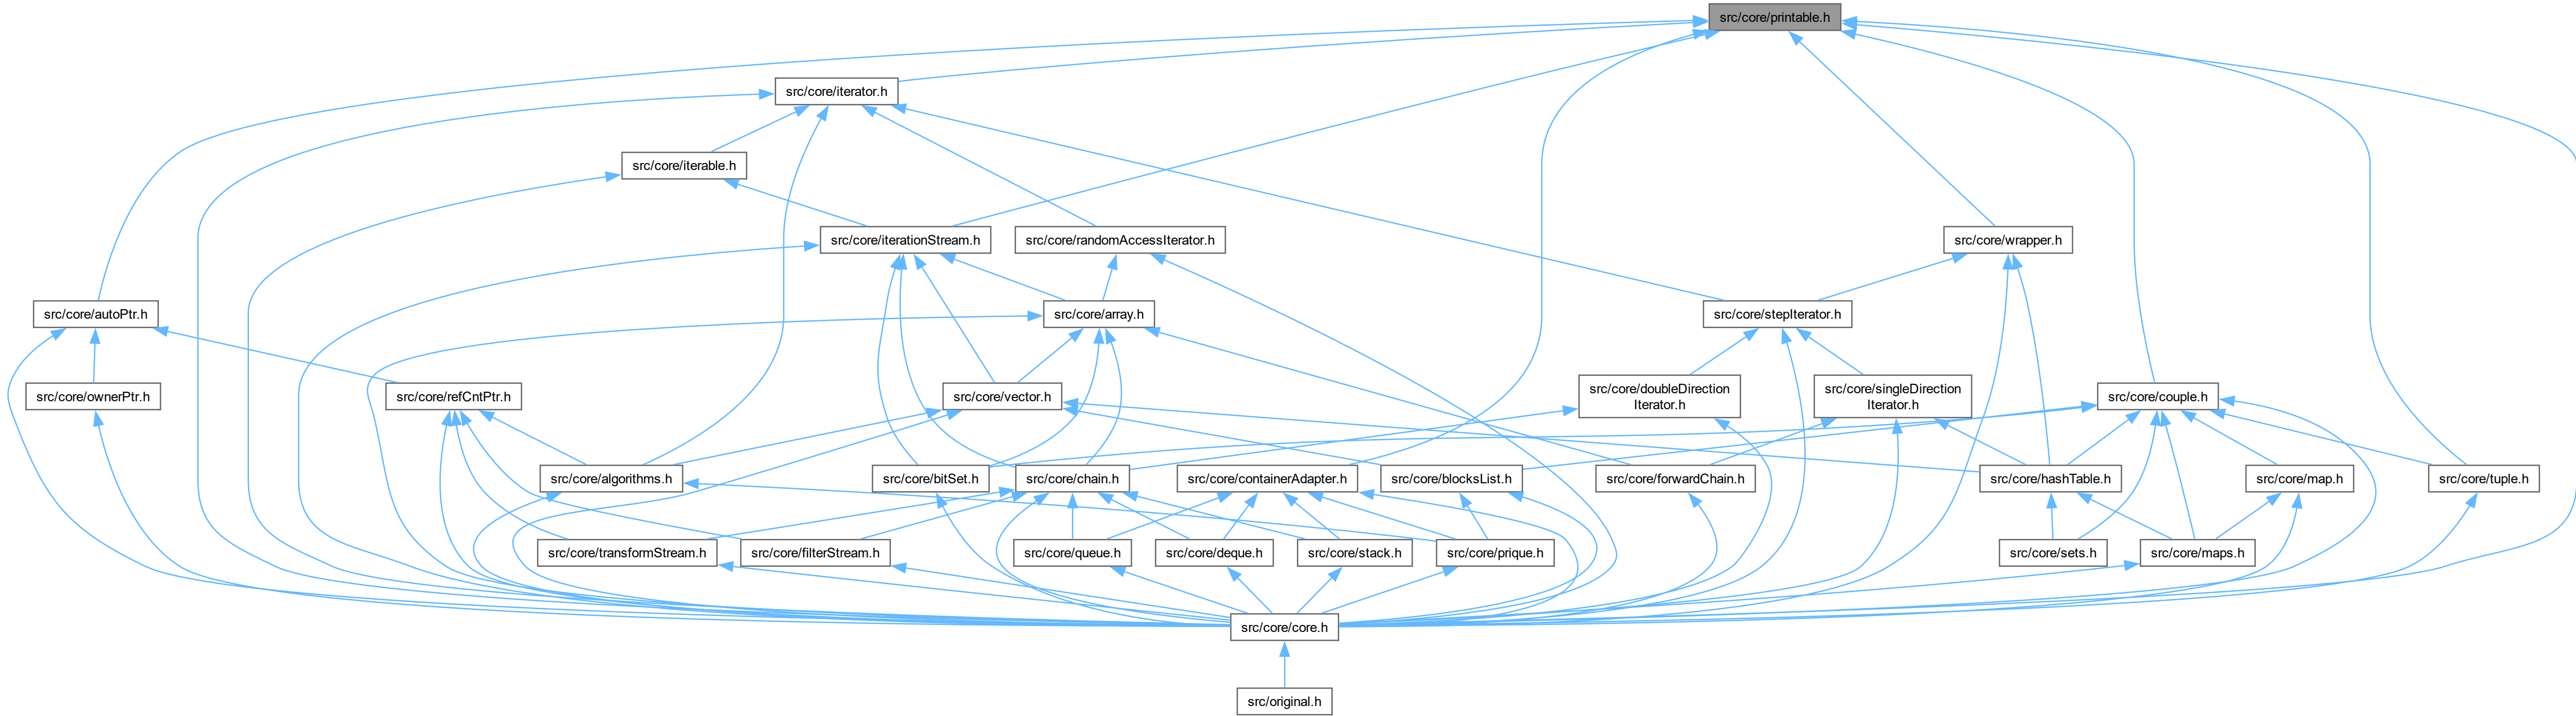 src/core/printable.h
src/core/iterator.h
src/core/iterable.h
src/core/iterationStream.h
src/core/randomAccessIterator.h
src/core/wrapper.h
src/core/autoPtr.h
src/core/array.h
src/core/stepIterator.h
src/core/ownerPtr.h
src/core/refCntPtr.h
src/core/vector.h
src/core/doubleDirection
Iterator.h
src/core/singleDirection
Iterator.h
src/core/couple.h
src/core/algorithms.h
src/core/bitSet.h
src/core/chain.h
src/core/containerAdapter.h
src/core/blocksList.h
src/core/forwardChain.h
src/core/hashTable.h
src/core/map.h
src/core/tuple.h
src/core/transformStream.h
src/core/filterStream.h
src/core/queue.h
src/core/deque.h
src/core/stack.h
src/core/prique.h
src/core/sets.h
src/core/maps.h
src/core/core.h
src/original.h